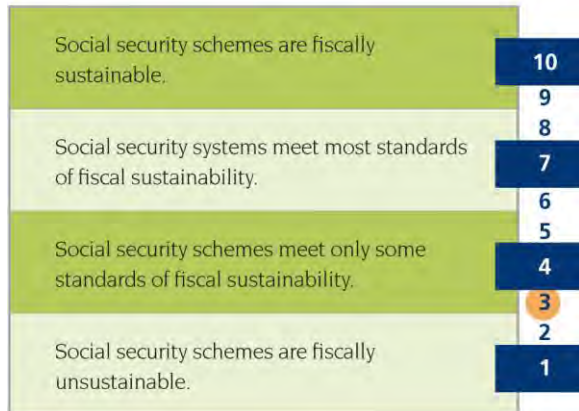 Social security schemes are fiscally
sustainable.
10
9
8
Social security systems meet most standards
of fiscal sustainability.
7
6
5
Social security schemes meet only some
standards of fiscal sustainability.
4
3
2
Social security schemes are fiscally
unsustainable.
1